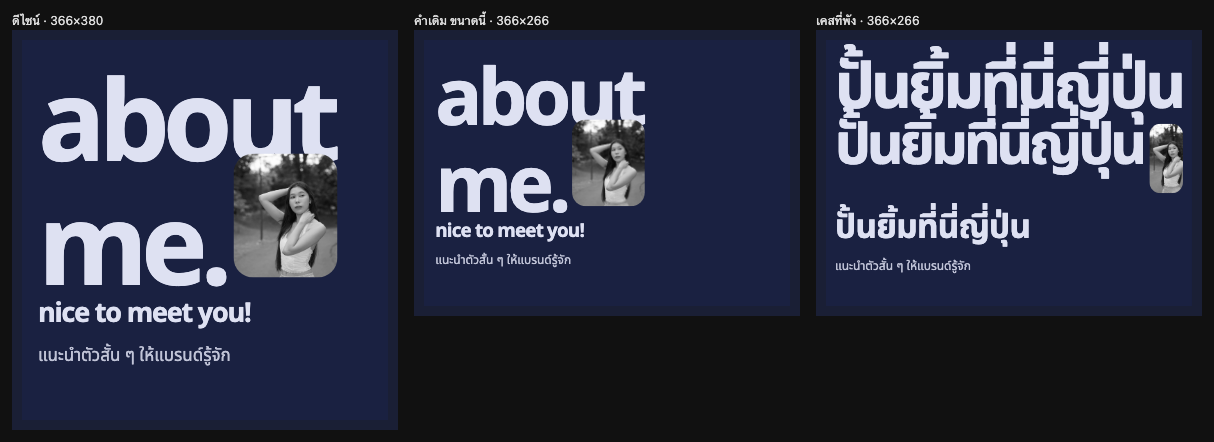 ดีไซน์ · 366×380
about
me.
nice to meet you!
แนะนำตัวสั้น ๆ ให้แบรนด์รู้จัก
คำเดิม ขนาดนี้ · 366×266
about
me.
nice to meet you!
แนะนำตัวสั้น ๆ ให้แบรนด์รู้จัก
เคสที่พัง · 366×266
ปั้นยิ้มที่นี่ญี่ปุ่น
ปั้นยิ้มที่นี่ญี่ปุ่น
ปั้นยิ้มที่นี่ญี่ปุ่น
แนะนำตัวสั้น ๆ ให้แบรนด์รู้จัก